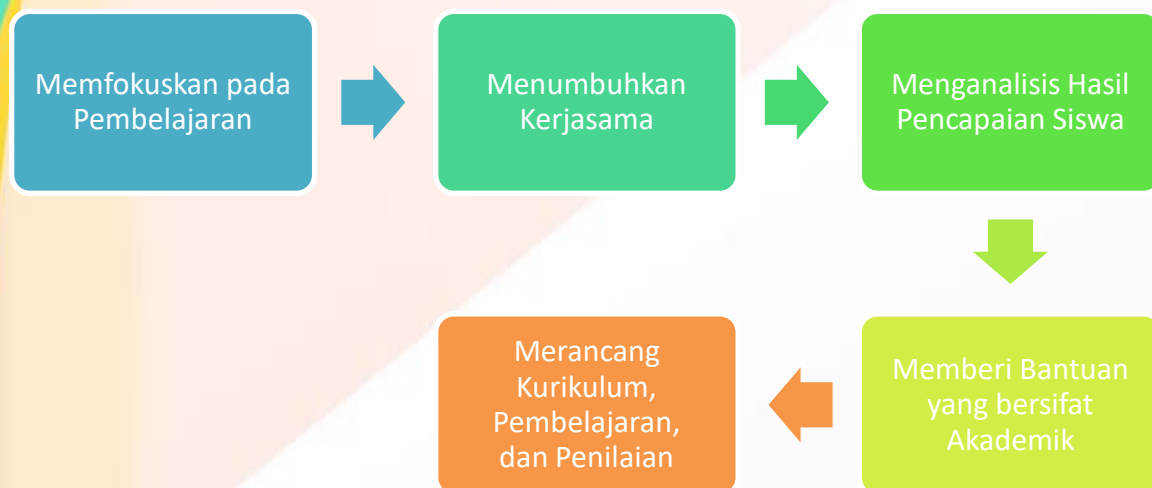 Memfokuskan pada
Pembelajaran
Menumbuhkan
Kerjasama
Menganalisis Hasil
Pencapaian Siswa
Memberi Bantuan
yang bersifat
Akademik
Merancang
Kurikulum,
Pembelajaran,
dan Penilaian